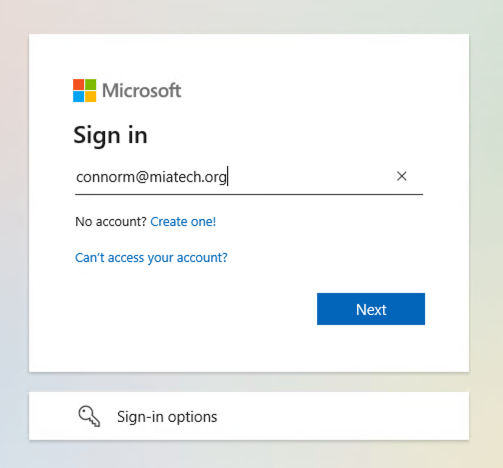 Microsoft
Sign in
connorm@miatech.org
No account? Create one!
Can't access your account?
Next
Sign-in options